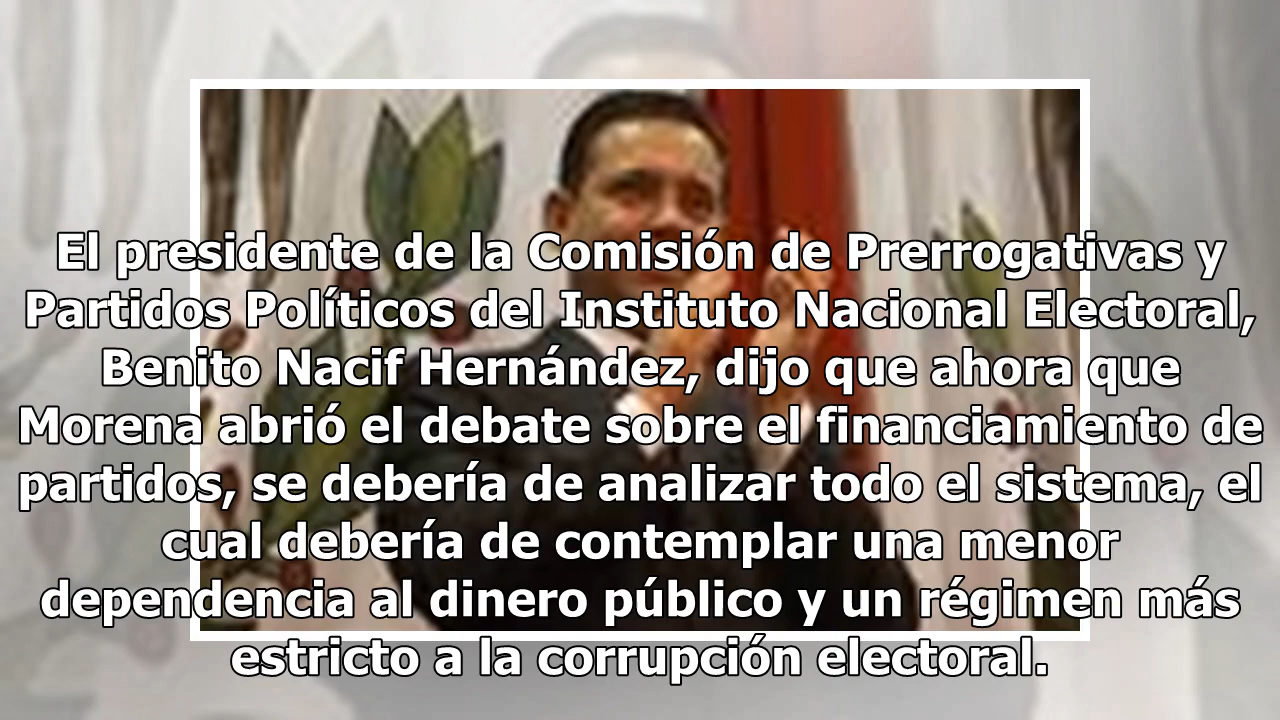 El presidente de la Comisión de Prerrogativas y
Partidos Políticos del Instituto Nacional Electoral,
Benito Nacif Hernández, dijo que ahora que
Morena abrió el debate sobre el financiamiento de
partidos, se debería de analizar todo el sistema, el
cual debería de contemplar una menor
dependencia al dinero público y un régimen más
estricto a la corrupción electoral.